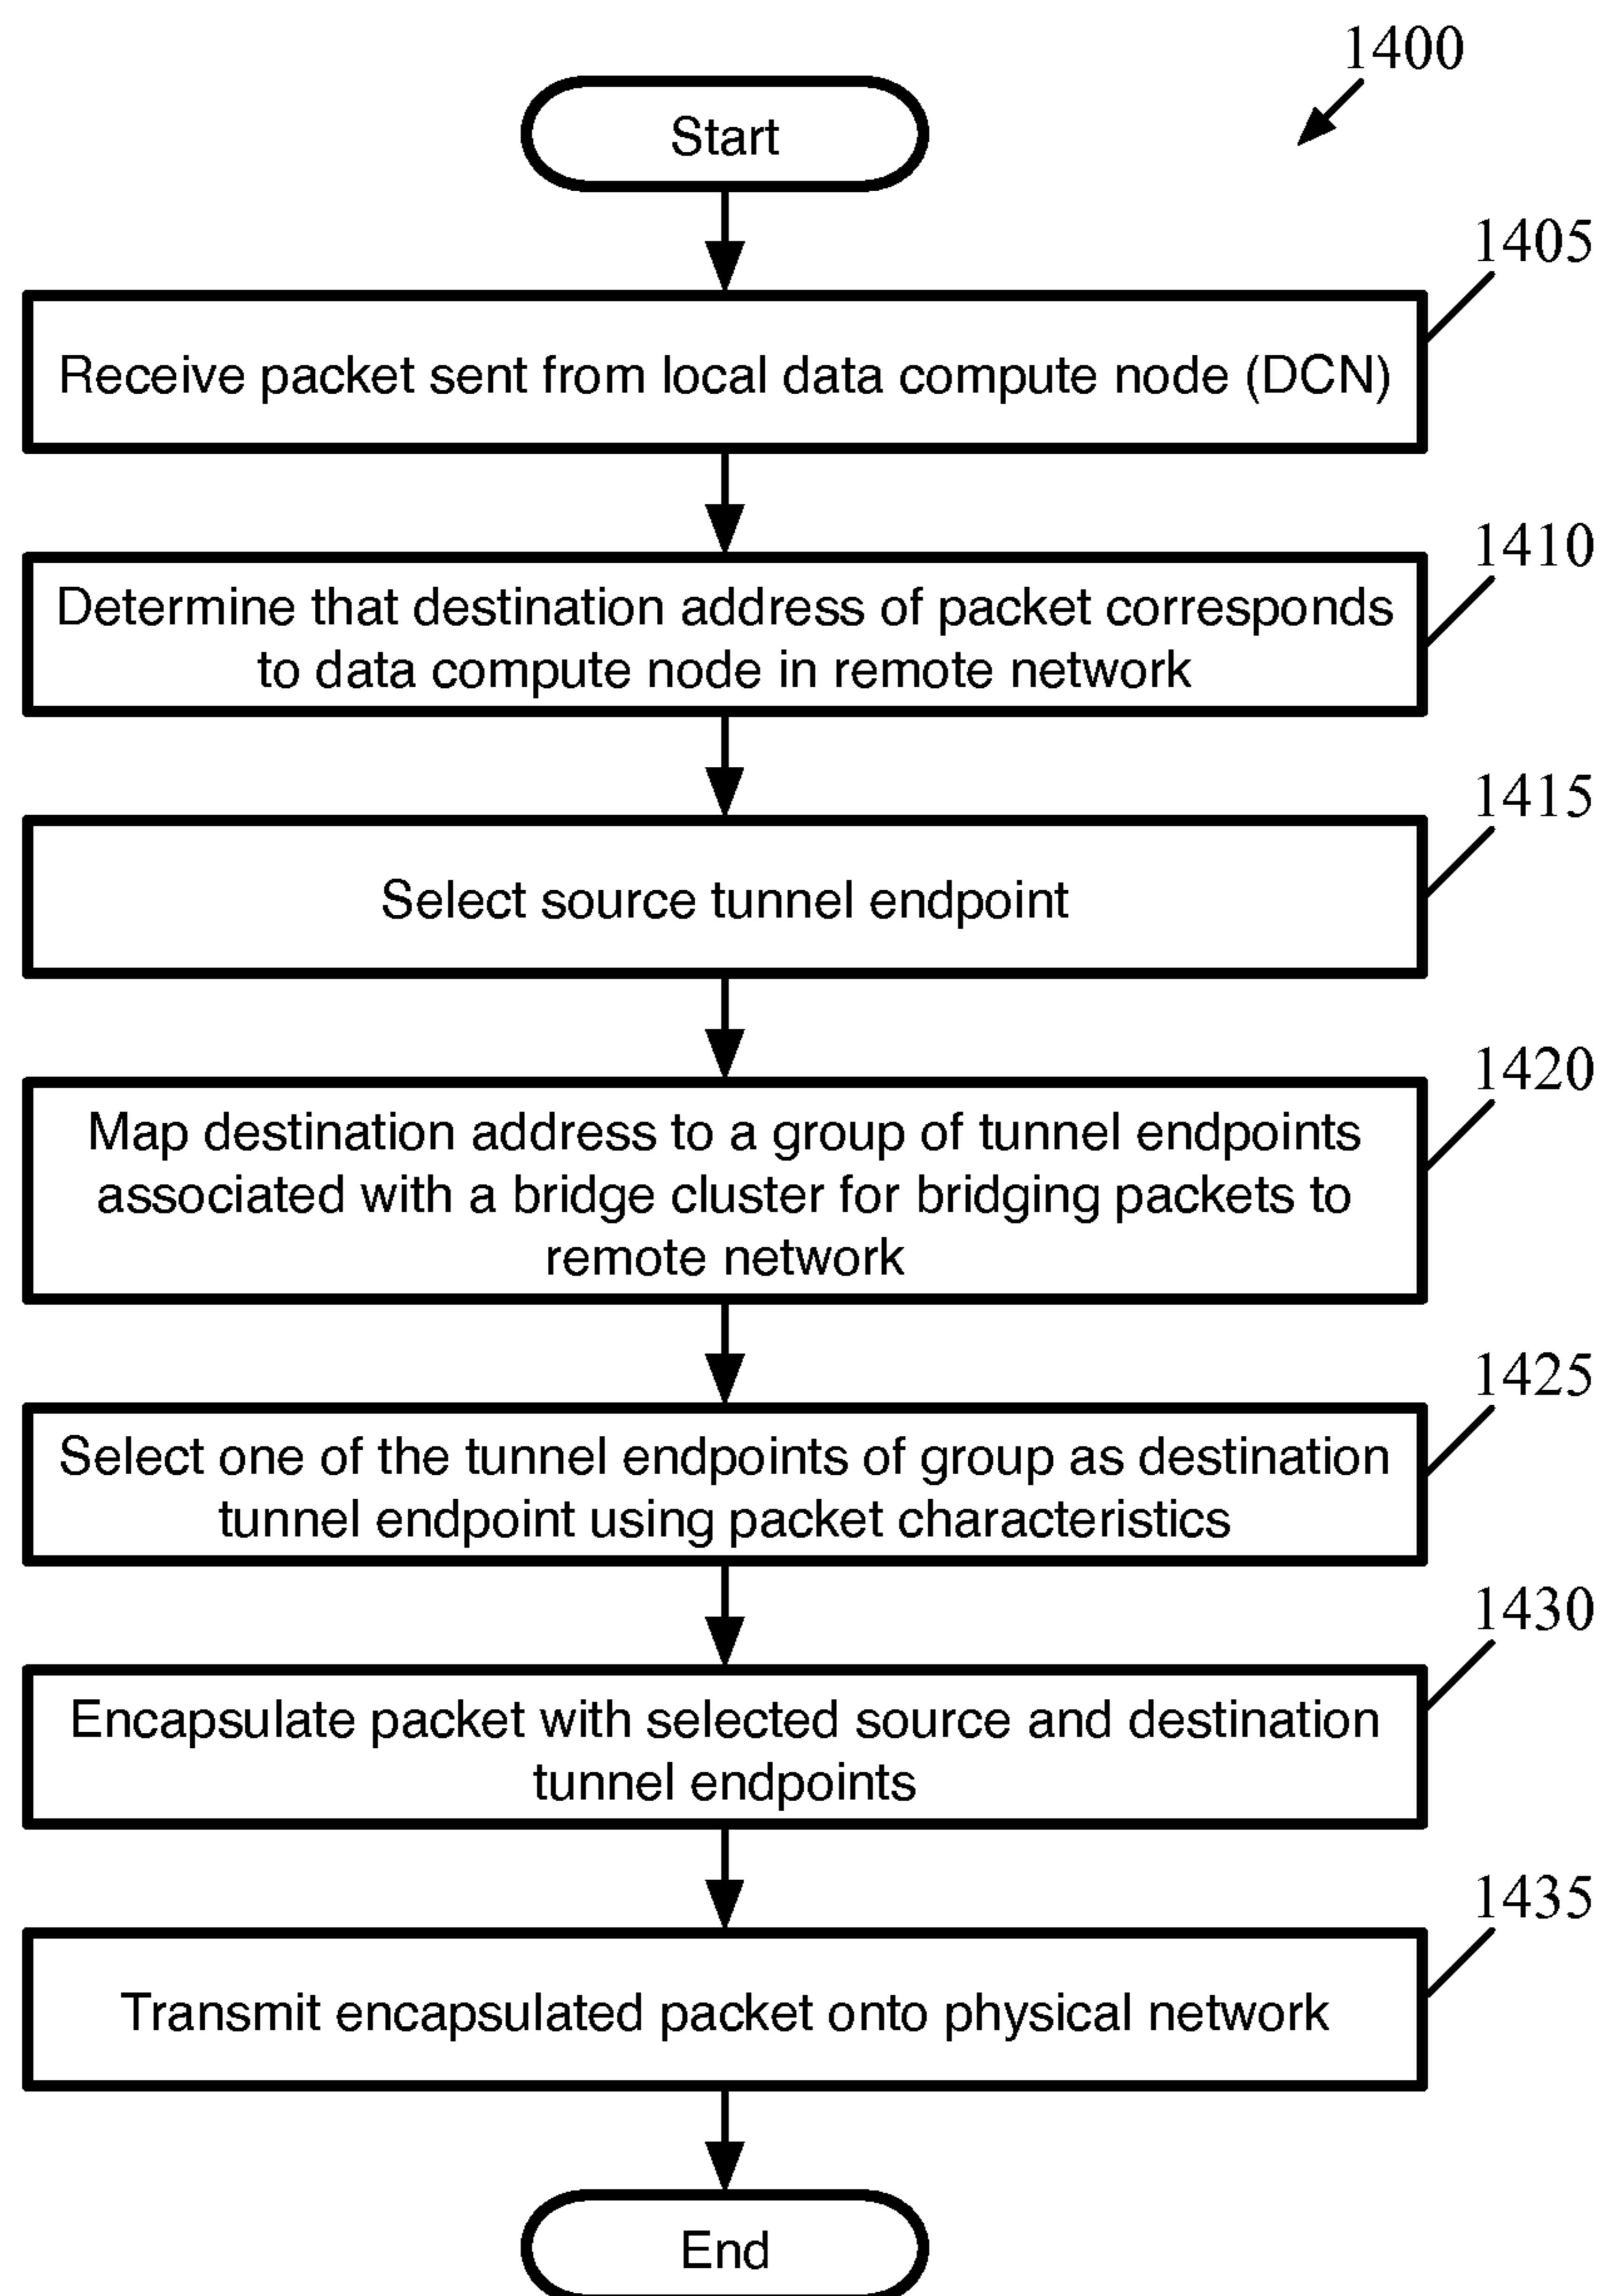 1400
Start
1405
Receive packet sent from local data compute node (DCN)
1410
Determine that destination address of packet corresponds
to data compute node in remote network
1415
Select source tunnel endpoint
1420
Map destination address to a group of tunnel endpoints
associated with a bridge cluster for bridging packets to
remote network
1425
Select one of the tunnel endpoints of group as destination
tunnel endpoint using packet characteristics
1430
Encapsulate packet with selected source and destination
tunnel endpoints
1435
Transmit encapsulated packet onto physical network
End